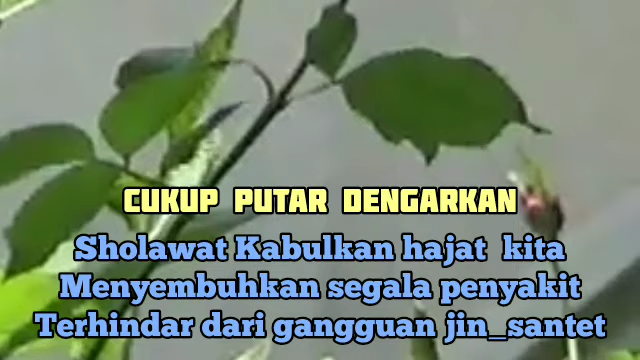 CUKUP PUTAR DENGARKAN
Sholawat Kabulkan hajat kita
Menyembuhkan segala penyakit
Terhindar dari gangguan jin_santet